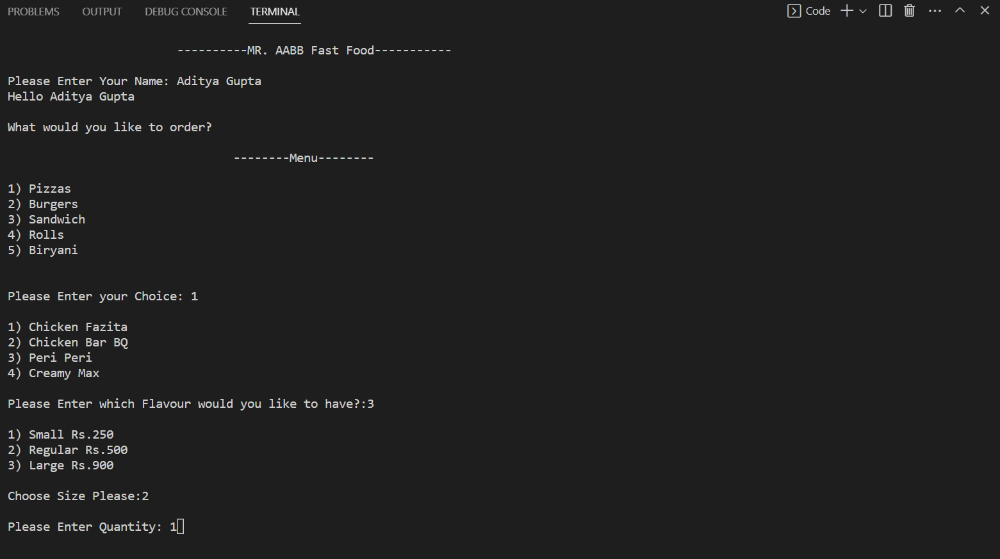 PROBLEMS OUTPUT DEBUG CONSOLE TERMINAL Code
----------MR. AABB Fast Food-----------
Please Enter Your Name: Aditya Gupta
Hello Aditya Gupta
What would you like to order?
--------Menu--------
1) Pizzas
2) Burgers
3) Sandwich
4) Rolls
5) Biryani
Please Enter your Choice: 1
1) Chicken Fazita
2) Chicken Bar BQ
3) Peri Peri
4) Creamy Max
Please Enter which Flavour would you like to have?:3
1) Small Rs.250
2) Regular Rs.500
3) Large Rs.900
Choose Size Please:2
Please Enter Quantity: 1